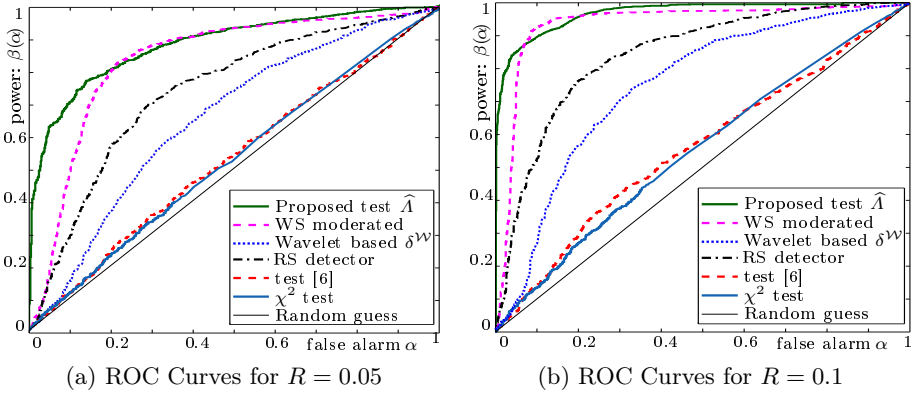 power: β(α)
1
0.8
0.6
0.4
0.2
0
0 0.2 0.4 0.6 false alarm α 1
Proposed test Λ̂
WS moderated
Wavelet based δ^𝒲
RS detector
test [6]
χ² test
Random guess
(a) ROC Curves for R = 0.05
power: β(α)
1
0.8
0.6
0.4
0.2
0
0 0.2 0.4 0.6 false alarm α 1
Proposed test Λ̂
WS moderated
Wavelet based δ^𝒲
RS detector
test [6]
χ² test
Random guess
(b) ROC Curves for R = 0.1